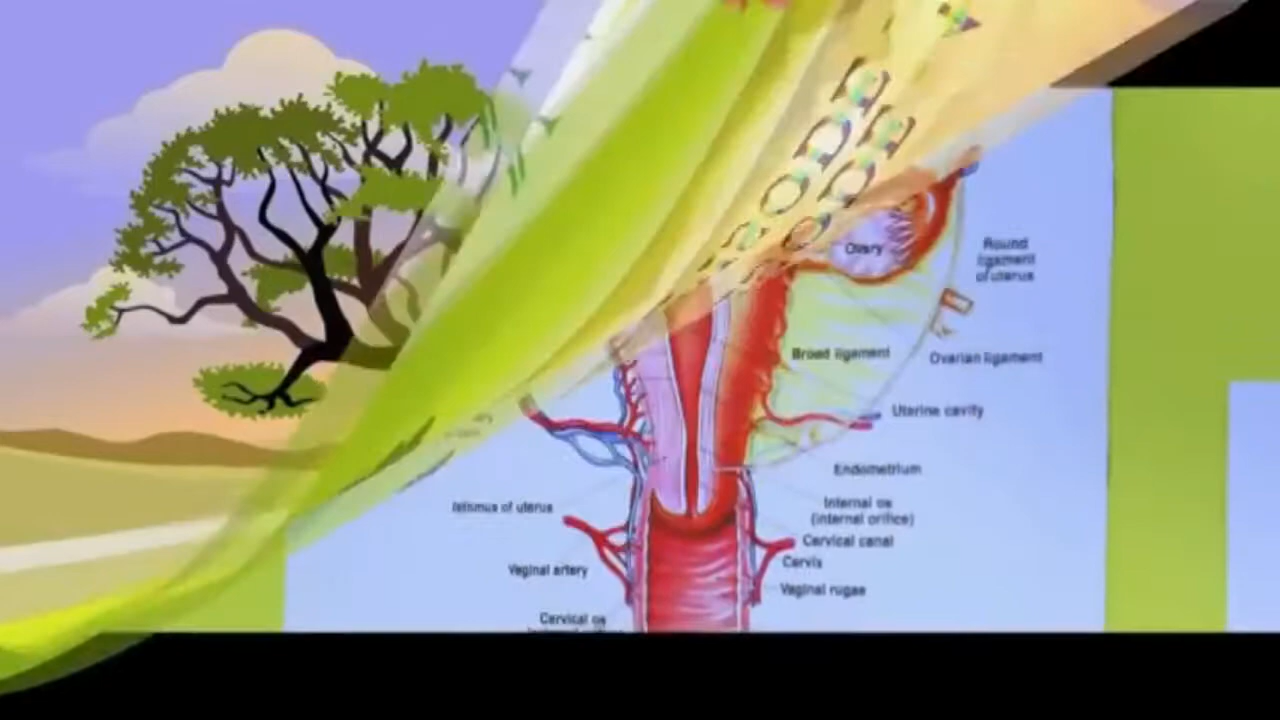 Ovary
Round
ligament
of uterus
Broad ligament
Ovarian ligament
Uterine cavity
Endometrium
Isthmus of uterus
Internal os
(internal orifice)
Cervical canal
Cervix
Vaginal artery
Vaginal rugae
Cervical os